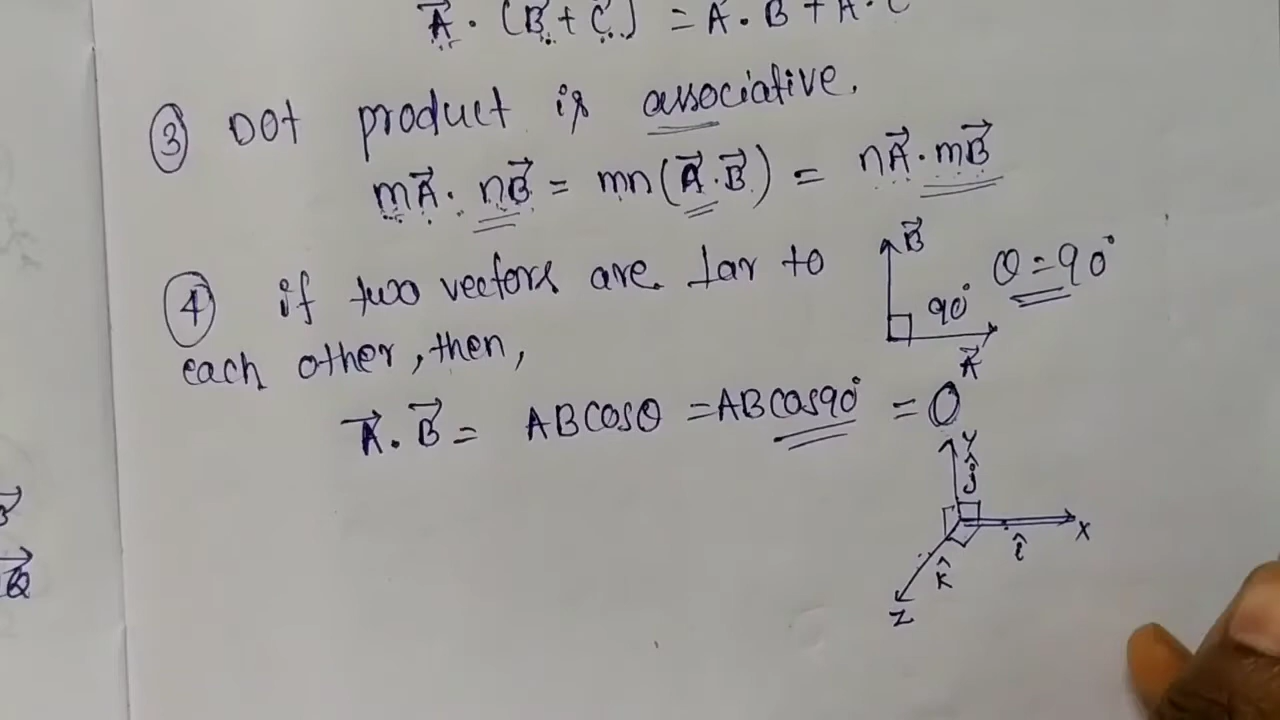 A⃗ . (B⃗ + C⃗) = A . B + A . C
③ Dot product is associative.
mA⃗ . nB⃗ = mn(A⃗ . B⃗) = nA⃗ . mB⃗
④ if two vectors are ⊥ar to
each other, then,
B⃗
θ = 90°
90°
A⃗
A⃗ . B⃗ = ABCosθ = ABCos90° = 0
Y
ĵ
X
î
k̂
Z
Q⃗